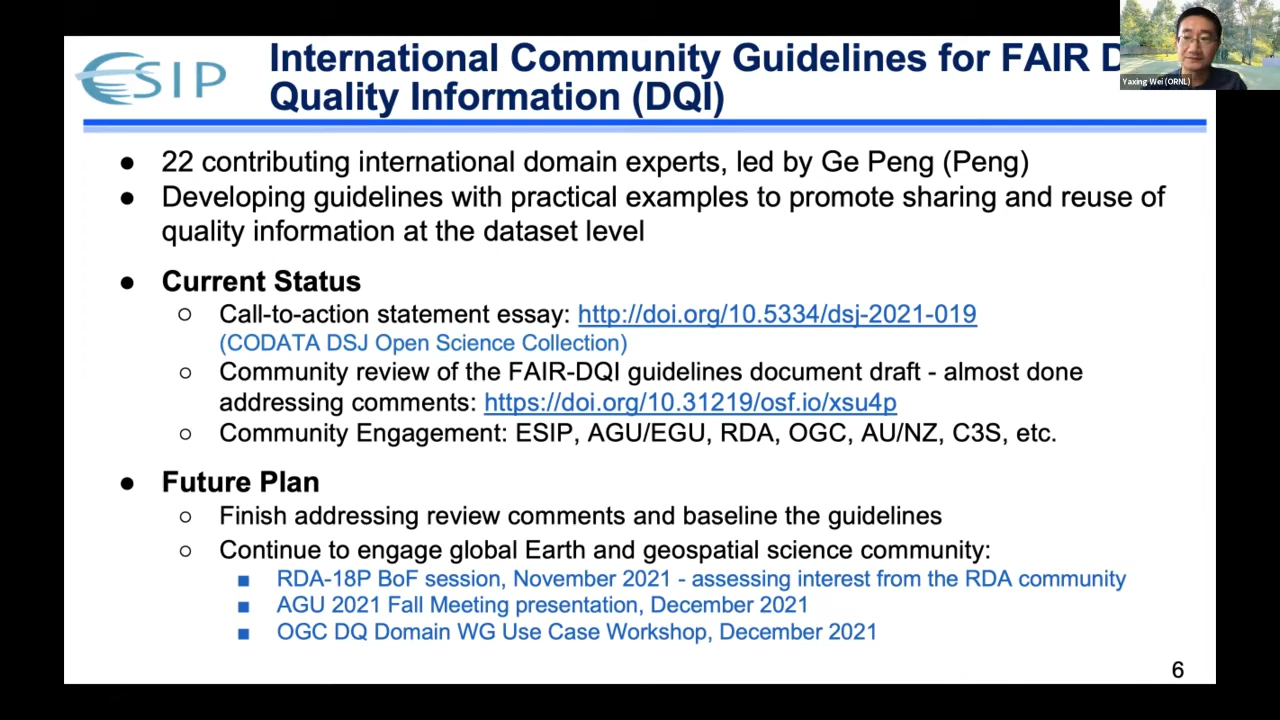 ESIP
International Community Guidelines for FAIR D
Quality Information (DQI)
Yaxing Wei (ORNL)
● 22 contributing international domain experts, led by Ge Peng (Peng)
● Developing guidelines with practical examples to promote sharing and reuse of
quality information at the dataset level
● Current Status
○ Call-to-action statement essay: http://doi.org/10.5334/dsj-2021-019
(CODATA DSJ Open Science Collection)
○ Community review of the FAIR-DQI guidelines document draft - almost done
addressing comments: https://doi.org/10.31219/osf.io/xsu4p
○ Community Engagement: ESIP, AGU/EGU, RDA, OGC, AU/NZ, C3S, etc.
● Future Plan
○ Finish addressing review comments and baseline the guidelines
○ Continue to engage global Earth and geospatial science community:
■ RDA-18P BoF session, November 2021 - assessing interest from the RDA community
■ AGU 2021 Fall Meeting presentation, December 2021
■ OGC DQ Domain WG Use Case Workshop, December 2021
6